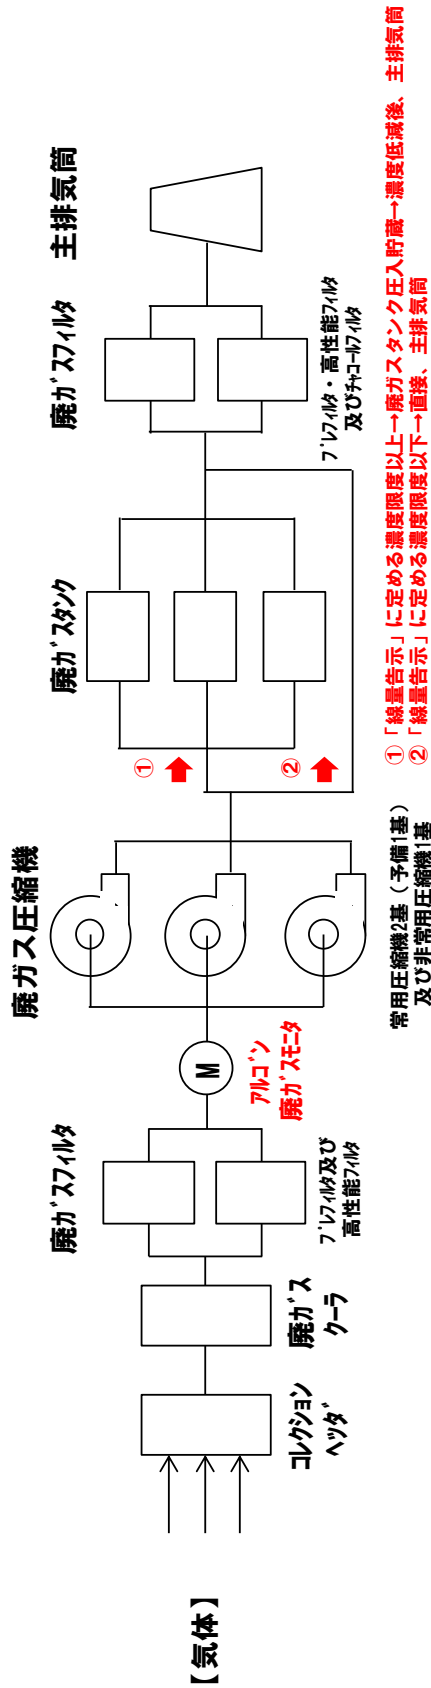 【気体】
コレクション
ヘッダ
廃ガス
クーラ
廃ガスフィルタ
プレフィルタ及び
高性能フィルタ
M
アルゴン
廃ガスモニタ
廃ガス圧縮機
常用圧縮機2基（予備1基）
及び非常用圧縮機1基
①
②
廃ガスタンク
廃ガスフィルタ
プレフィルタ・高性能フィルタ
及びチャコールフィルタ
主排気筒
①「線量告示」に定める濃度限度以上→廃ガスタンク圧入貯蔵→濃度低減後、主排気筒
②「線量告示」に定める濃度限度以下→直接、主排気筒